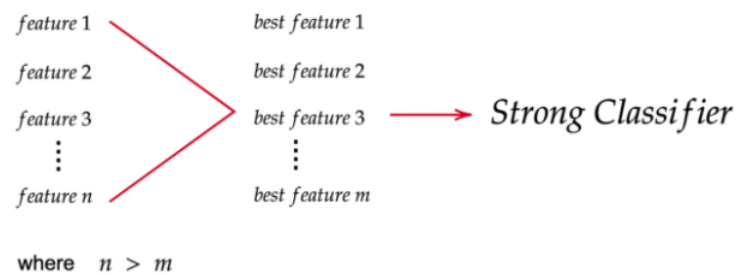 feature 1
feature 2
feature 3
feature n
best feature 1
best feature 2
best feature 3
best feature m
Strong Classifier
where n > m